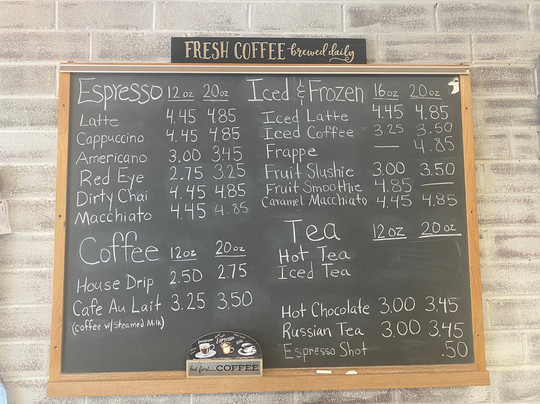 FRESH COFFEE brewed daily
Espresso 12oz 20oz
Latte 4.45 4.85
Cappuccino 4.45 4.85
Americano 3.00 3.45
Red Eye 2.75 3.25
Dirty Chai 4.45 4.85
Macchiato 4.45 4.85
Coffee 12oz 20oz
House Drip 2.50 2.75
Cafe Au Lait 3.25 3.50
(coffee w/steamed Milk)
Iced & Frozen 16oz 20oz
Iced Latte 4.45 4.85
Iced Coffee 3.25 3.50
Frappe — 4.85
Fruit Slushie 3.00 3.50
Fruit Smoothie 4.85 —
Caramel Macchiato 4.45 4.85
Tea 12oz 20oz
Hot Tea
Iced Tea
Hot Chocolate 3.00 3.45
Russian Tea 3.00 3.45
Espresso Shot .50
COFFEE